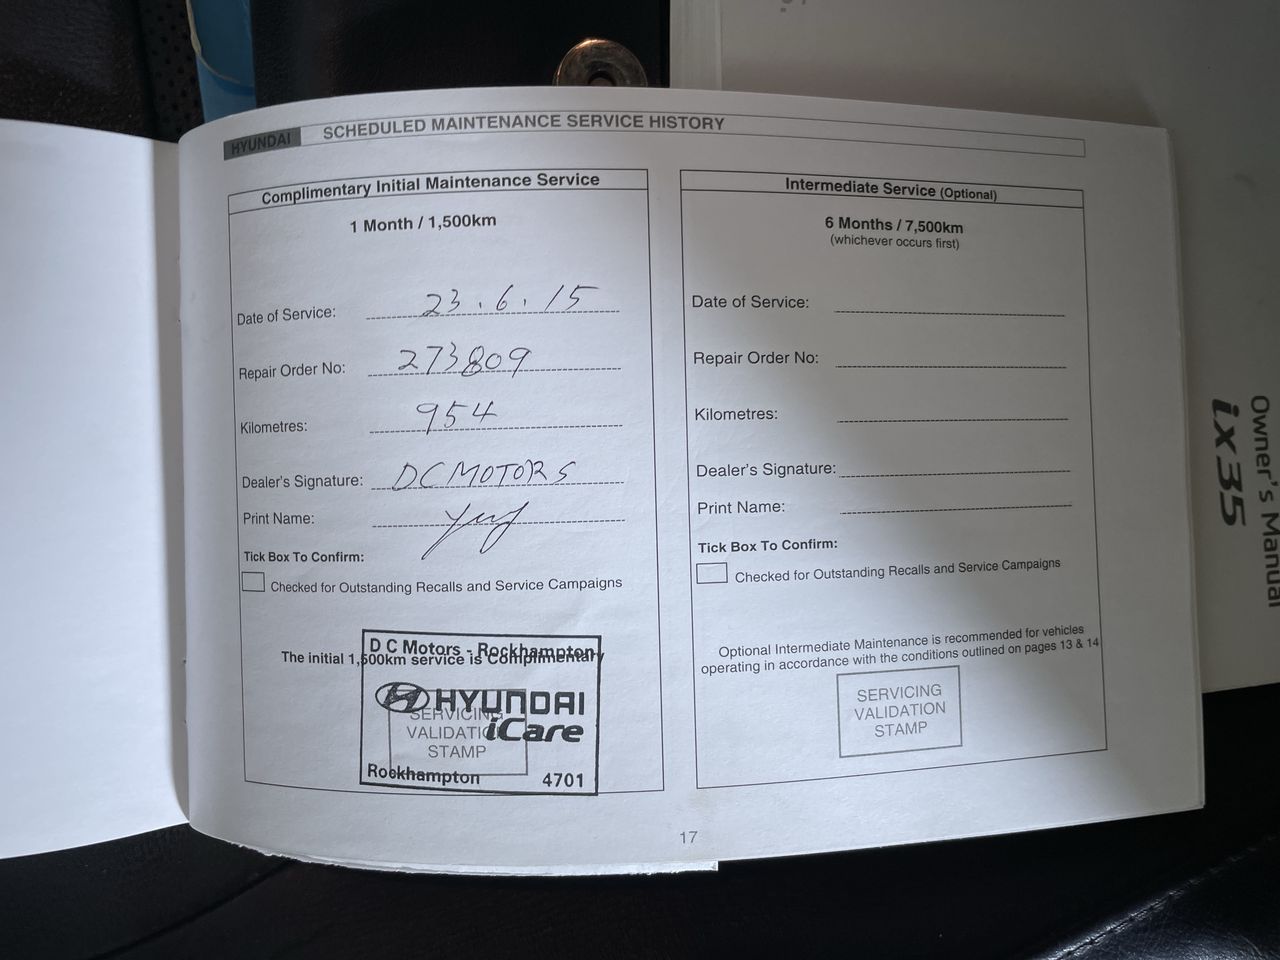 HYUNDAI SCHEDULED MAINTENANCE SERVICE HISTORY
Complimentary Initial Maintenance Service
1 Month / 1,500km
Date of Service: 23.6.15
Repair Order No: 273809
Kilometres: 954
Dealer's Signature: DC MOTORS
Print Name:
Tick Box To Confirm:
Checked for Outstanding Recalls and Service Campaigns
The initial 1,500km service is Complimentary
D C Motors - Rockhampton
HYUNDAI
iCare
SERVICING
VALIDATION
STAMP
Rockhampton 4701
Intermediate Service (Optional)
6 Months / 7,500km
(whichever occurs first)
Date of Service:
Repair Order No:
Kilometres:
Dealer's Signature:
Print Name:
Tick Box To Confirm:
Checked for Outstanding Recalls and Service Campaigns
Optional Intermediate Maintenance is recommended for vehicles
operating in accordance with the conditions outlined on pages 13 & 14
SERVICING
VALIDATION
STAMP
17
Owner's Manual
ix35